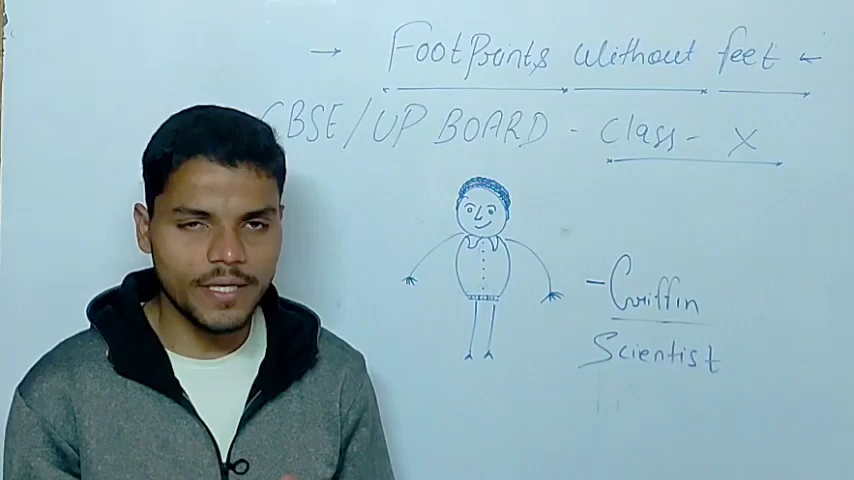 → FootPrints without feet ←
CBSE/UP BOARD - Class - X
- Griffin
Scientist